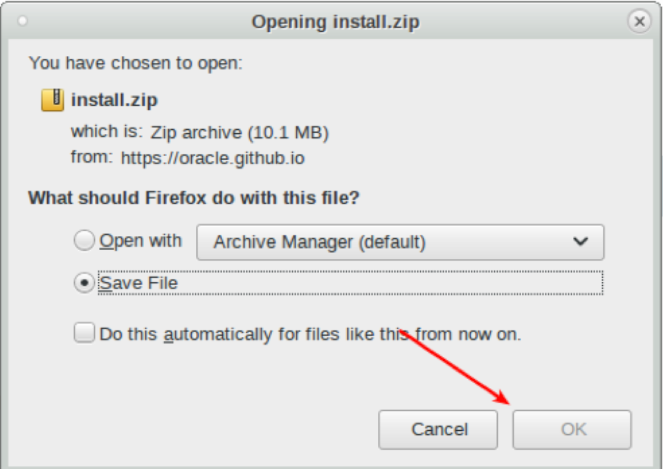 Opening install.zip
You have chosen to open:
install.zip
which is: Zip archive (10.1 MB)
from: https://oracle.github.io
What should Firefox do with this file?
Open with Archive Manager (default)
Save File
Do this automatically for files like this from now on.
Cancel OK